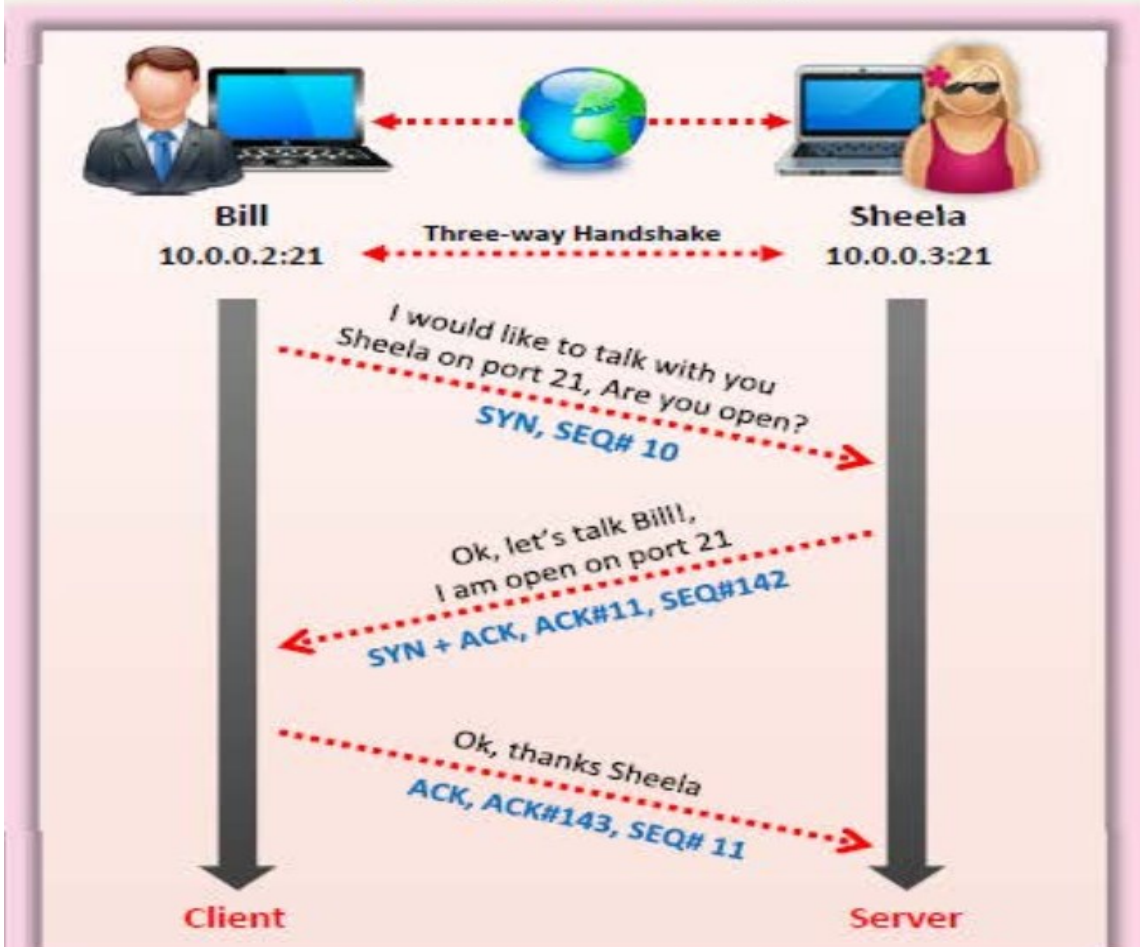 Bill
Sheela
Three-way Handshake
10.0.0.2:21
10.0.0.3:21
I would like to talk with you
Sheela on port 21, Are you open?
SYN, SEQ# 10
Ok, let's talk Bill!,
I am open on port 21
SYN + ACK, ACK#11, SEQ#142
Ok, thanks Sheela
ACK, ACK#143, SEQ# 11
Client
Server